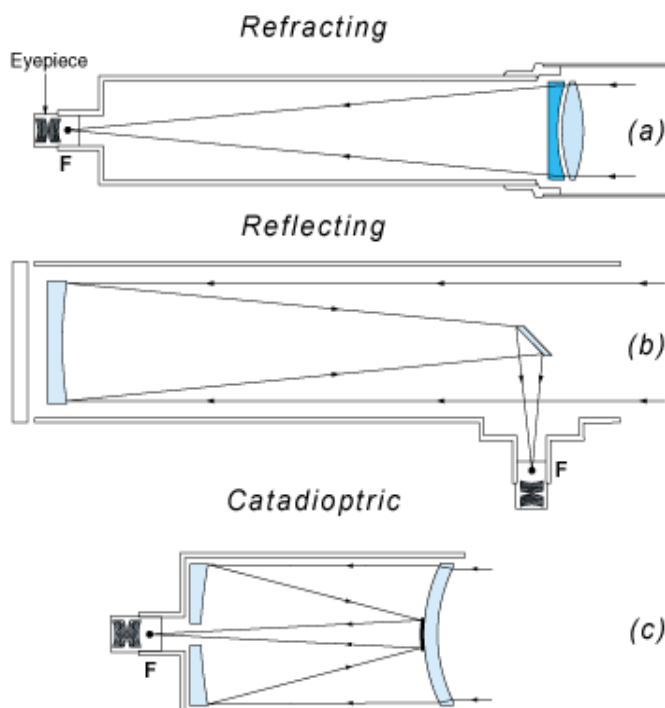 Refracting
Eyepiece
F
(a)
Reflecting
(b)
F
Catadioptric
(c)
F